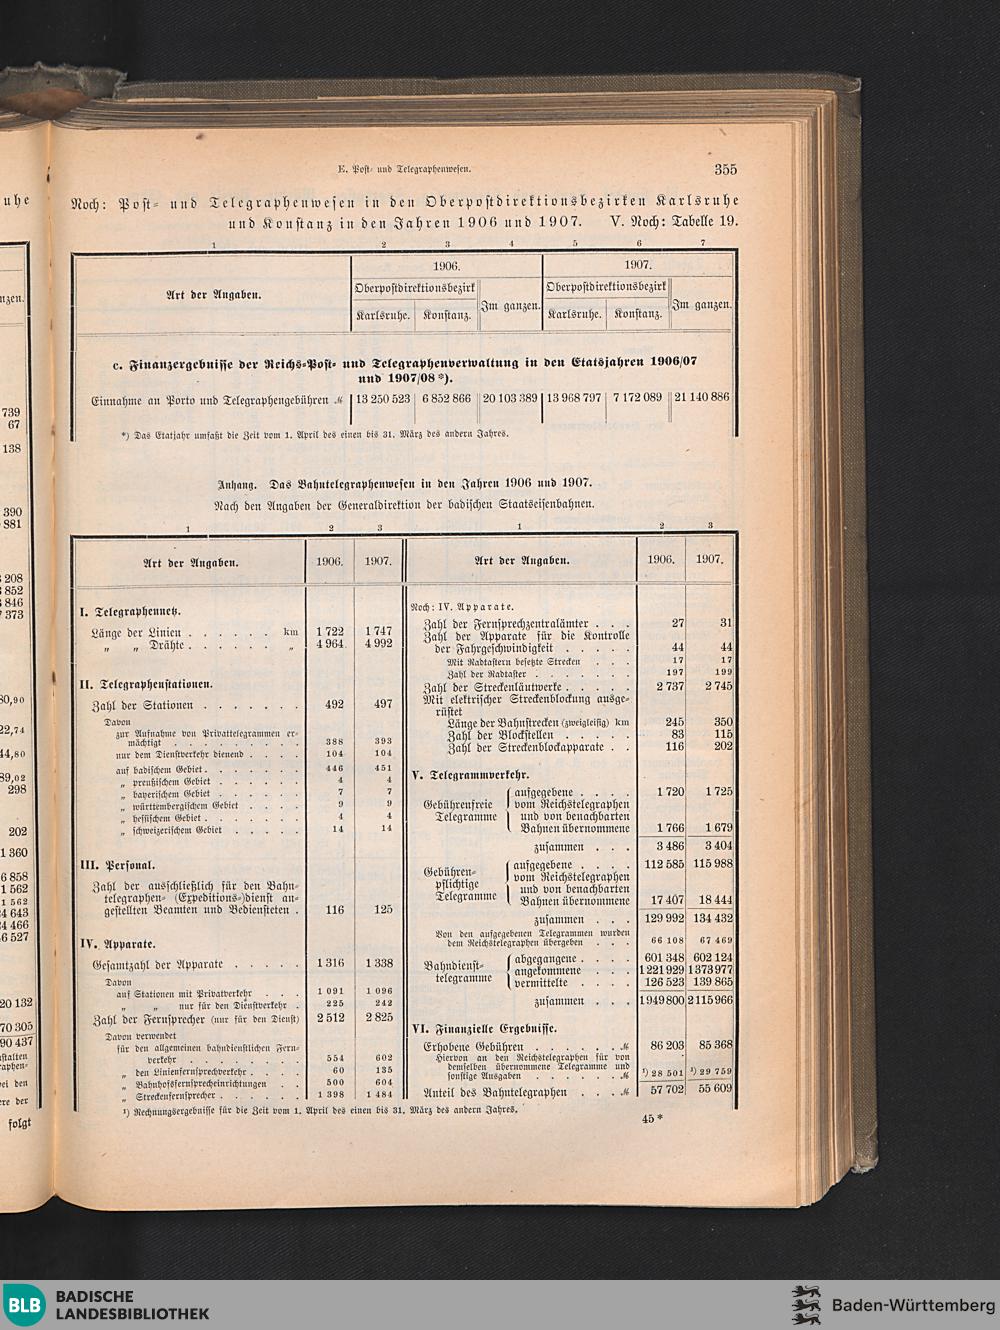 E. Post- und Telegraphenwesen.
355
Noch: Post- und Telegraphenwesen in den Oberpostdirektionsbezirken Karlsruhe
und Konstanz in den Jahren 1906 und 1907. V. Noch: Tabelle 19.
1 2 3 4 5 6 7
Art der Angaben. 1906. 1907.
Oberpostdirektionsbezirk Im ganzen. Oberpostdirektionsbezirk Im ganzen.
Karlsruhe. Konstanz. Karlsruhe. Konstanz.
c. Finanzergebnisse der Reichs-Post- und Telegraphenverwaltung in den Etatsjahren 1906/07
und 1907/08*).
Einnahme an Porto und Telegraphengebühren ℳ 13 250 523 6 852 866 20 103 389 13 968 797 7 172 089 21 140 886
*) Das Etatjahr umfaßt die Zeit vom 1. April des einen bis 31. März des andern Jahres.
Anhang. Das Bahntelegraphenwesen in den Jahren 1906 und 1907.
Nach den Angaben der Generaldirektion der badischen Staatseisenbahnen.
1 2 3
Art der Angaben. 1906. 1907.
I. Telegraphennetz.
Länge der Linien . . . . . . km 1 722 1 747
„ „ Drähte . . . . . . „ 4 964 4 992
II. Telegraphenstationen.
Zahl der Stationen . . . . . . . 492 497
Davon
zur Aufnahme von Privattelegrammen er-
mächtigt . . . . . . . . 388 393
nur dem Dienstverkehr dienend . . . . 104 104
auf badischem Gebiet . . . . . . . 446 451
„ preußischem Gebiet . . . . . . 4 4
„ bayerischem Gebiet . . . . . . 7 7
„ württembergischem Gebiet . . . . 9 9
„ hessischem Gebiet . . . . . . . 4 4
„ schweizerischem Gebiet . . . . . 14 14
III. Personal.
Zahl der ausschließlich für den Bahn-
telegraphen- (Expeditions-)dienst an-
gestellten Beamten und Bediensteten . 116 125
IV. Apparate.
Gesamtzahl der Apparate . . . . . 1 316 1 338
Davon
auf Stationen mit Privatverkehr . . . 1 091 1 096
„ „ nur für den Dienstverkehr . 225 242
Zahl der Fernsprecher (nur für den Dienst) 2 512 2 825
Davon verwendet
für den allgemeinen bahndienstlichen Fern-
verkehr . . . . . . . . 554 602
„ den Linienfernsprechverkehr . . . . 60 135
„ Bahnhofsfernsprecheinrichtungen . . 500 604
„ Streckenfernsprecher . . . . . . 1 398 1 484
1 2 3
Art der Angaben. 1906. 1907.
Noch: IV. Apparate.
Zahl der Fernsprechzentralämter . . . 27 31
Zahl der Apparate für die Kontrolle
der Fahrgeschwindigkeit . . . . . 44 44
Mit Radtastern besetzte Strecken . . . 17 17
Zahl der Radtaster . . . . . . . 197 199
Zahl der Streckenläutwerke . . . . . 2 737 2 745
Mit elektrischer Streckenblockung ausge-
rüstet
Länge der Bahnstrecken (zweigleisig) km 245 350
Zahl der Blockstellen . . . . . 83 115
Zahl der Streckenblockapparate . . 116 202
V. Telegrammverkehr.
Gebührenfreie Telegramme
aufgegebene . . . . 1 720 1 725
vom Reichstelegraphen
und von benachbarten
Bahnen übernommene 1 766 1 679
zusammen . . . 3 486 3 404
Gebühren-
pflichtige
Telegramme
aufgegebene . . . . 112 585 115 988
vom Reichstelegraphen
und von benachbarten
Bahnen übernommene 17 407 18 444
zusammen . . . 129 992 134 432
Von den aufgegebenen Telegrammen wurden
dem Reichstelegraphen übergeben . . . 66 108 67 469
Bahndienst-
telegramme
abgegangene . . . . 601 348 602 124
angekommene . . . 1 221 929 1 373 977
vermittelte . . . . 126 523 139 865
zusammen . . . 1 949 800 2 115 966
VI. Finanzielle Ergebnisse.
Erhobene Gebühren . . . . . . . ℳ 86 203 85 368
Hiervon an den Reichstelegraphen für von
demselben übernommene Telegramme und
sonstige Ausgaben . . . . . . . ℳ ¹) 28 501 ¹) 29 759
Anteil des Bahntelegraphen . . . . ℳ 57 702 55 609
¹) Rechnungsergebnisse für die Zeit vom 1. April des einen bis 31. März des andern Jahres.
45*
BLB
BADISCHE
LANDESBIBLIOTHEK
Baden-Württemberg